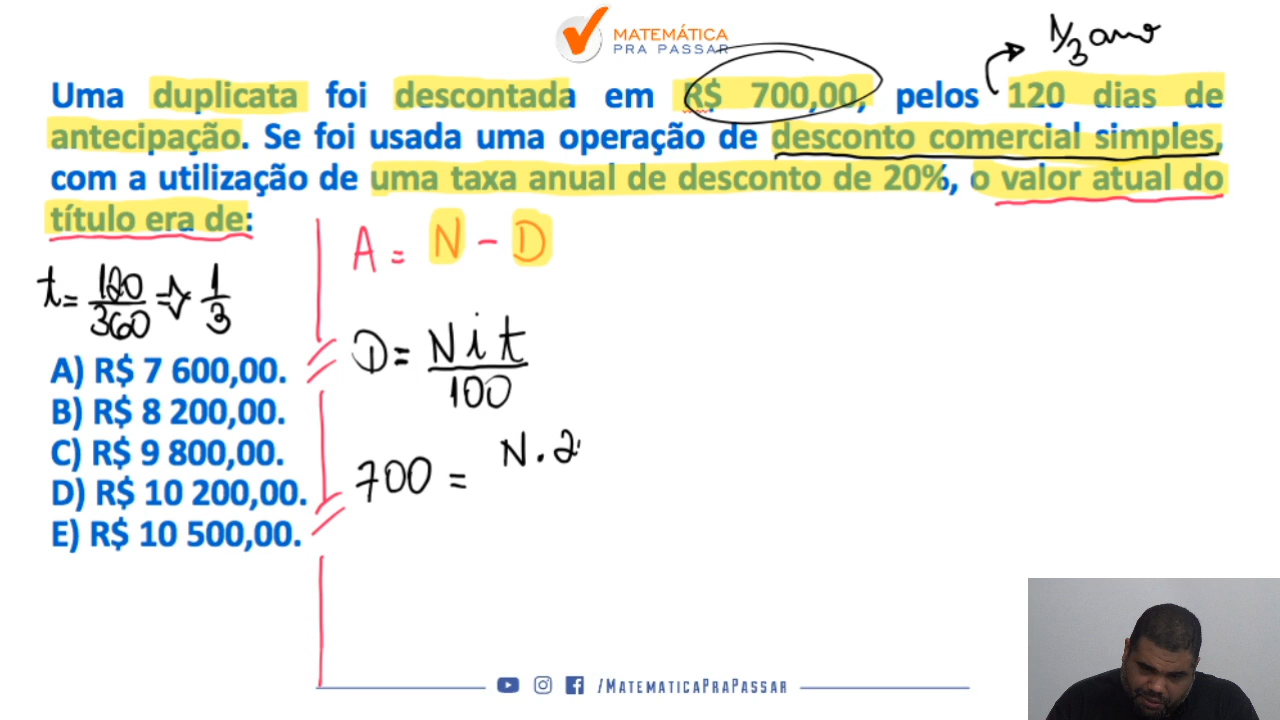 MATEMÁTICA
PRA PASSAR
1/3 ano
Uma duplicata foi descontada em R$ 700,00, pelos 120 dias de
antecipação. Se foi usada uma operação de desconto comercial simples,
com a utilização de uma taxa anual de desconto de 20%, o valor atual do
título era de:
A = N - D
t = 120/360 ⇒ 1/3
D = Nit/100
A) R$ 7 600,00.
B) R$ 8 200,00.
C) R$ 9 800,00.
D) R$ 10 200,00.
E) R$ 10 500,00.
700 = N . 2
/MatematicaPraPassar